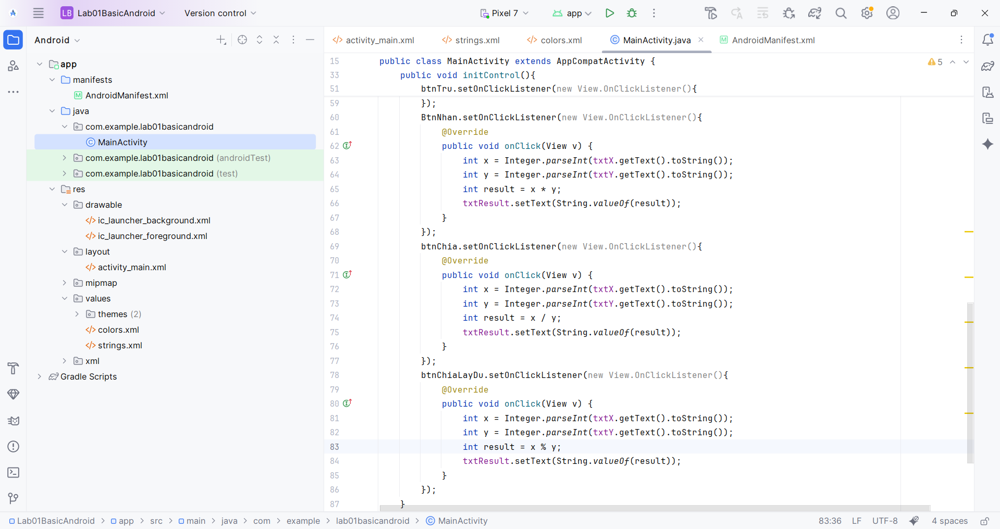 LB Lab01BasicAndroid Version control Pixel 7 app
Android
activity_main.xml strings.xml colors.xml MainActivity.java AndroidManifest.xml
app
manifests
AndroidManifest.xml
java
com.example.lab01basicandroid
MainActivity
com.example.lab01basicandroid (androidTest)
com.example.lab01basicandroid (test)
res
drawable
ic_launcher_background.xml
ic_launcher_foreground.xml
layout
activity_main.xml
mipmap
values
themes (2)
colors.xml
strings.xml
xml
Gradle Scripts
15 public class MainActivity extends AppCompatActivity {
5
33 public void initControl(){
51 btnTru.setOnClickListener(new View.OnClickListener(){
59 });
60 BtnNhan.setOnClickListener(new View.OnClickListener(){
61 @Override
62 public void onClick(View v) {
63 int x = Integer.parseInt(txtX.getText().toString());
64 int y = Integer.parseInt(txtY.getText().toString());
65 int result = x * y;
66 txtResult.setText(String.valueOf(result));
67 }
68 });
69 btnChia.setOnClickListener(new View.OnClickListener(){
70 @Override
71 public void onClick(View v) {
72 int x = Integer.parseInt(txtX.getText().toString());
73 int y = Integer.parseInt(txtY.getText().toString());
74 int result = x / y;
75 txtResult.setText(String.valueOf(result));
76 }
77 });
78 btnChiaLayDu.setOnClickListener(new View.OnClickListener(){
79 @Override
80 public void onClick(View v) {
81 int x = Integer.parseInt(txtX.getText().toString());
82 int y = Integer.parseInt(txtY.getText().toString());
83 int result = x % y;
84 txtResult.setText(String.valueOf(result));
85 }
86 });
87 }
Lab01BasicAndroid > app > src > main > java > com > example > lab01basicandroid > MainActivity 83:36 LF UTF-8 4 spaces